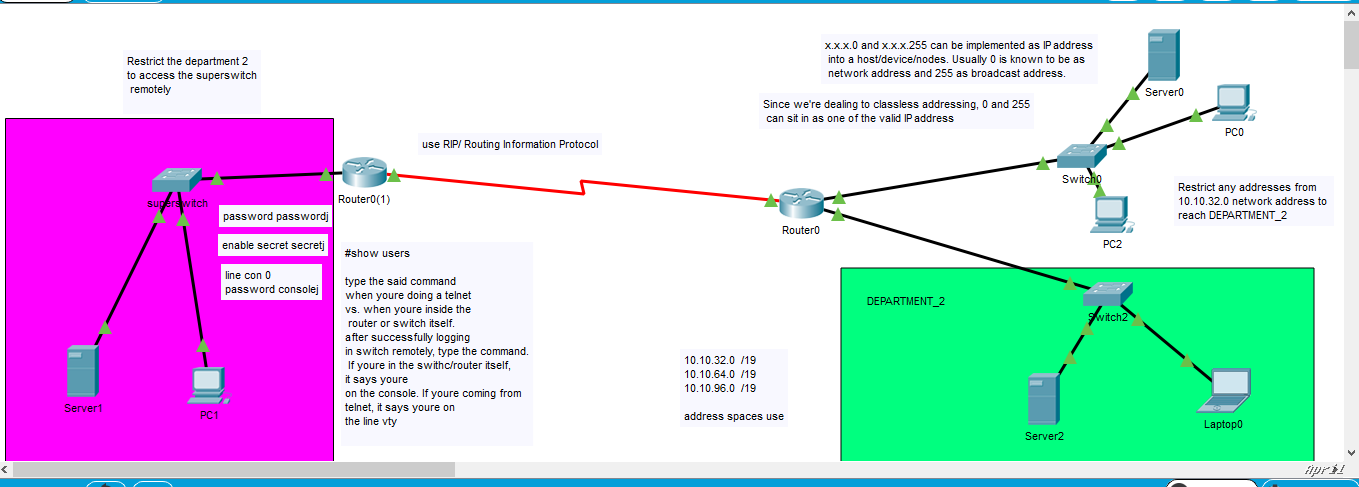 Restrict the department 2
to access the superswitch
remotely
x.x.x.0 and x.x.x.255 can be implemented as IP address
into a host/device/nodes. Usually 0 is known to be as
network address and 255 as broadcast address.
Since we're dealing to classless addressing, 0 and 255
can sit in as one of the valid IP address
Server0
PC0
use RIP/ Routing Information Protocol
Switch0
Router0(1)
superswitch
Router0
PC2
Restrict any addresses from
10.10.32.0 network address to
reach DEPARTMENT_2
password passwordj
enable secret secretj
line con 0
password consolej
#show users
type the said command
when youre doing a telnet
vs. when youre inside the
router or switch itself.
after successfully logging
in switch remotely, type the command.
If youre in the swithc/router itself,
it says youre
on the console. If youre coming from
telnet, it says youre on
the line vty
DEPARTMENT_2
Switch2
10.10.32.0 /19
10.10.64.0 /19
10.10.96.0 /19
address spaces use
Server1
PC1
Server2
Laptop0
Apr11